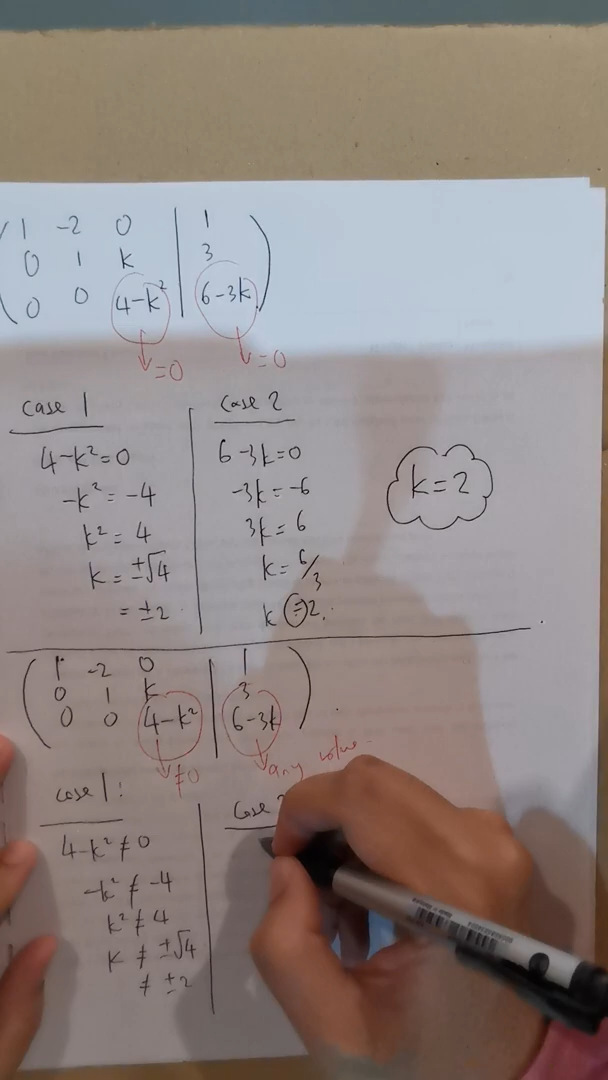 1 -2 0 | 1
0 1 k | 3
0 0 4-k² | 6-3k
=0 =0
case 1
4-k²=0
-k² = -4
k² = 4
k = ±√4
= ±2
case 2
6-3k=0
-3k=-6
3k = 6
k = 6/3
k = 2.
k=2
1 -2 0 | 1
0 1 k | 3
0 0 4-k² | 6-3k
≠0 any value
case 1:
4-k² ≠ 0
-k² ≠ -4
k² ≠ 4
k ≠ ±√4
≠ ±2
Case